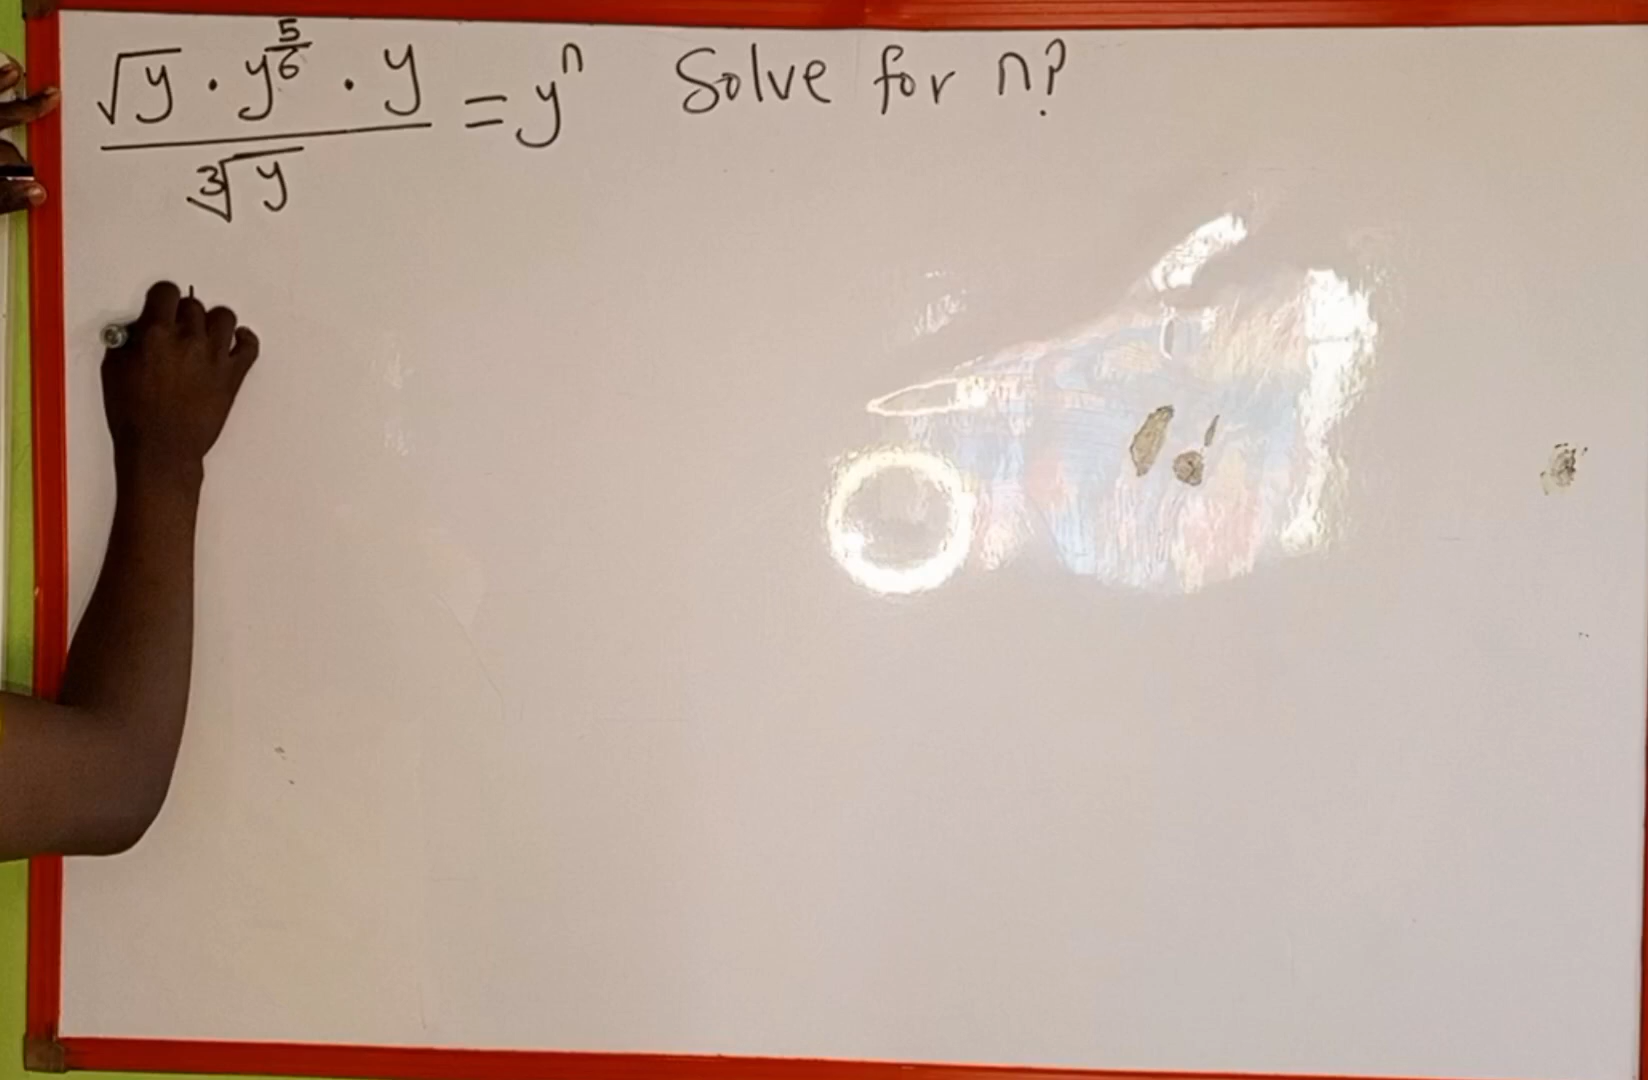 √y · y^(5/6) · y / ∛y = y^n Solve for n?